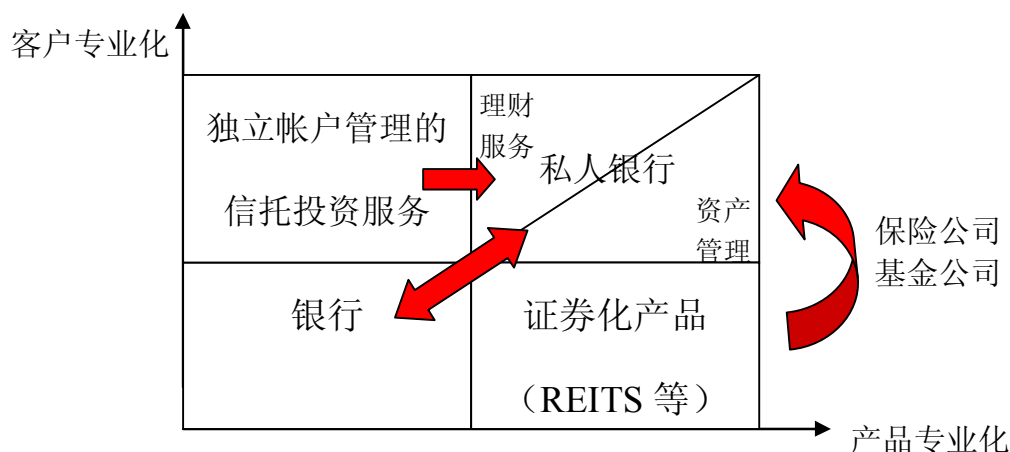 客户专业化
独立帐户管理的
信托投资服务
理财
服务
私人银行
资产
管理
保险公司
基金公司
银行
证券化产品
（REITS 等）
产品专业化